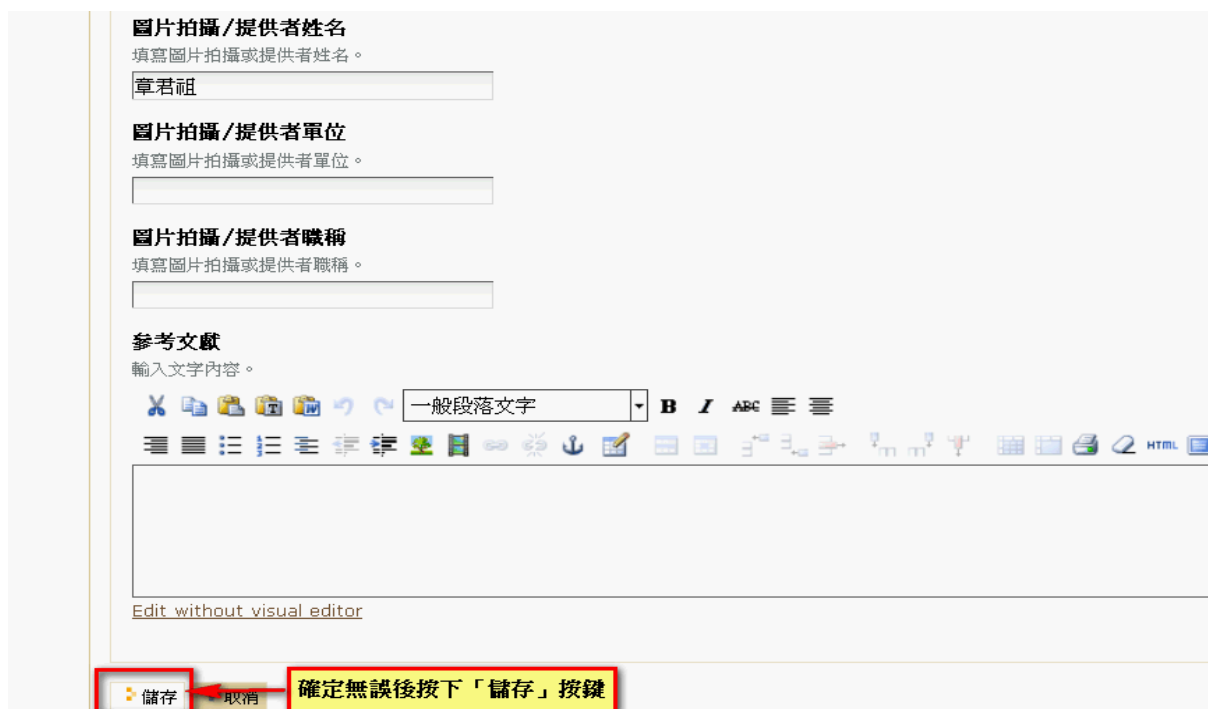 圖片拍攝/提供者姓名
填寫圖片拍攝或提供者姓名。
章君祖
圖片拍攝/提供者單位
填寫圖片拍攝或提供者單位。
圖片拍攝/提供者職稱
填寫圖片拍攝或提供者職稱。
參考文獻
輸入文字內容。
一般段落文字 B I ABC
HTML
Edit without visual editor
儲存 取消 確定無誤後按下「儲存」按鍵